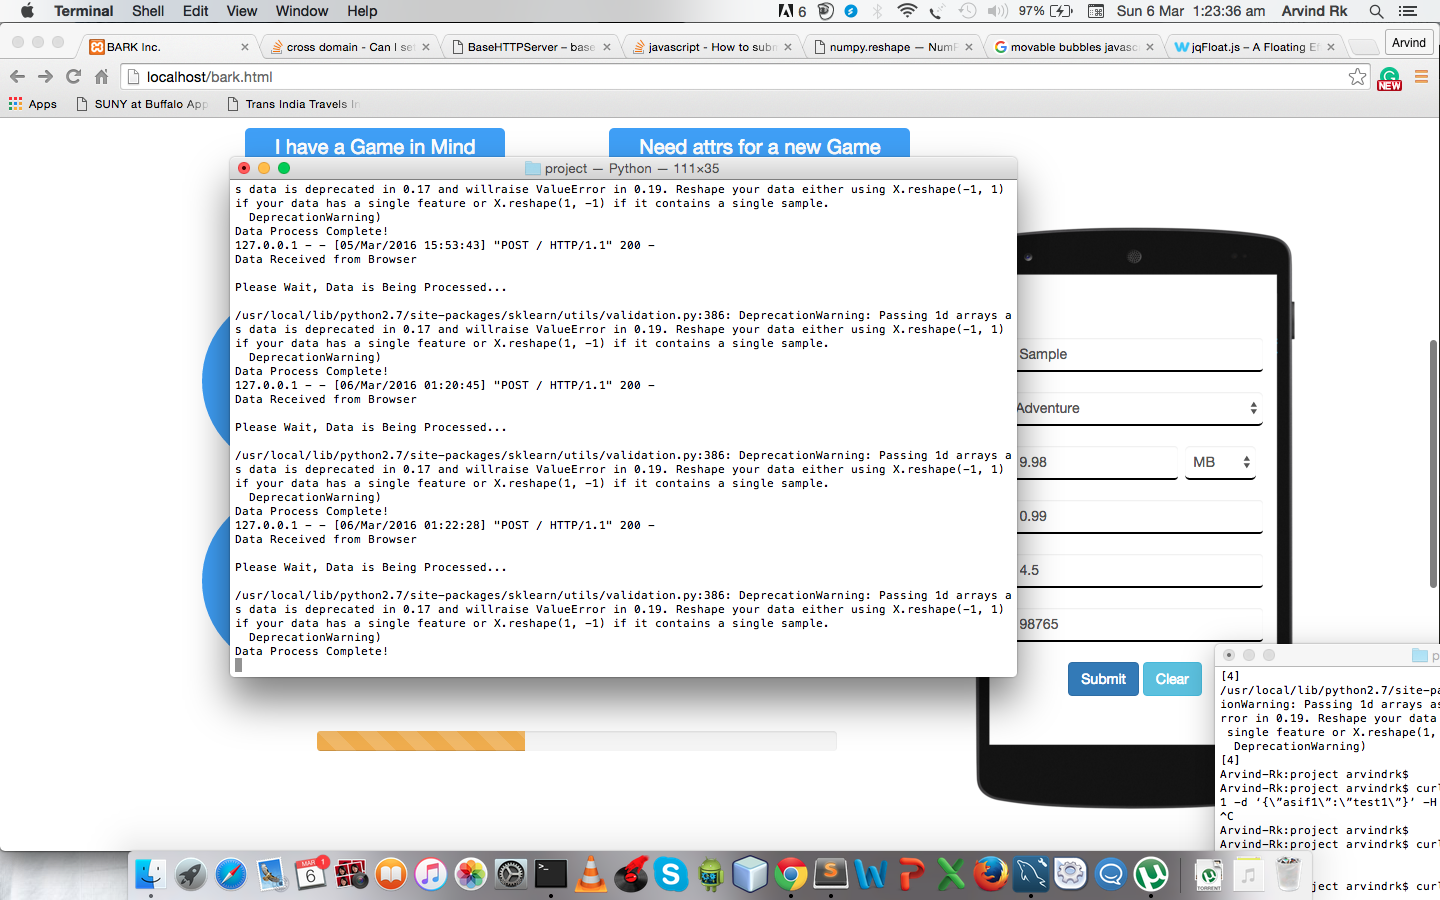 Terminal Shell Edit View Window Help 6 97% Sun 6 Mar 1:23:36 am Arvind Rk
BARK Inc. cross domain - Can I se BaseHTTPServer – base javascript - How to sub numpy.reshape — Num movable bubbles javasc jqFloat.js – A Floating Ef Arvind
localhost/bark.html NEW
Apps SUNY at Buffalo App Trans India Travels In
I have a Game in Mind Need attrs for a new Game
project — Python — 111×35
s data is deprecated in 0.17 and willraise ValueError in 0.19. Reshape your data either using X.reshape(-1, 1)
if your data has a single feature or X.reshape(1, -1) if it contains a single sample.
DeprecationWarning)
Data Process Complete!
127.0.0.1 - - [05/Mar/2016 15:53:43] "POST / HTTP/1.1" 200 -
Data Received from Browser
Please Wait, Data is Being Processed...
/usr/local/lib/python2.7/site-packages/sklearn/utils/validation.py:386: DeprecationWarning: Passing 1d arrays a
s data is deprecated in 0.17 and willraise ValueError in 0.19. Reshape your data either using X.reshape(-1, 1)
if your data has a single feature or X.reshape(1, -1) if it contains a single sample.
DeprecationWarning)
Data Process Complete!
127.0.0.1 - - [06/Mar/2016 01:20:45] "POST / HTTP/1.1" 200 -
Data Received from Browser
Please Wait, Data is Being Processed...
/usr/local/lib/python2.7/site-packages/sklearn/utils/validation.py:386: DeprecationWarning: Passing 1d arrays a
s data is deprecated in 0.17 and willraise ValueError in 0.19. Reshape your data either using X.reshape(-1, 1)
if your data has a single feature or X.reshape(1, -1) if it contains a single sample.
DeprecationWarning)
Data Process Complete!
127.0.0.1 - - [06/Mar/2016 01:22:28] "POST / HTTP/1.1" 200 -
Data Received from Browser
Please Wait, Data is Being Processed...
/usr/local/lib/python2.7/site-packages/sklearn/utils/validation.py:386: DeprecationWarning: Passing 1d arrays a
s data is deprecated in 0.17 and willraise ValueError in 0.19. Reshape your data either using X.reshape(-1, 1)
if your data has a single feature or X.reshape(1, -1) if it contains a single sample.
DeprecationWarning)
Data Process Complete!
Sample
Adventure
9.98 MB
0.99
4.5
98765
Submit Clear
p
[4]
/usr/local/lib/python2.7/site-pa
ionWarning: Passing 1d arrays as
rror in 0.19. Reshape your data
single feature or X.reshape(1,
DeprecationWarning)
[4]
Arvind-Rk:project arvindrk$
Arvind-Rk:project arvindrk$ curl
1 -d ‘{\”asif1\”:\”test1\”}’ -H
^C
Arvind-Rk:project arvindrk$
Arvind-Rk:project arvindrk$ curl
ject arvindrk$ curl
MAR 1
6
TORRENT